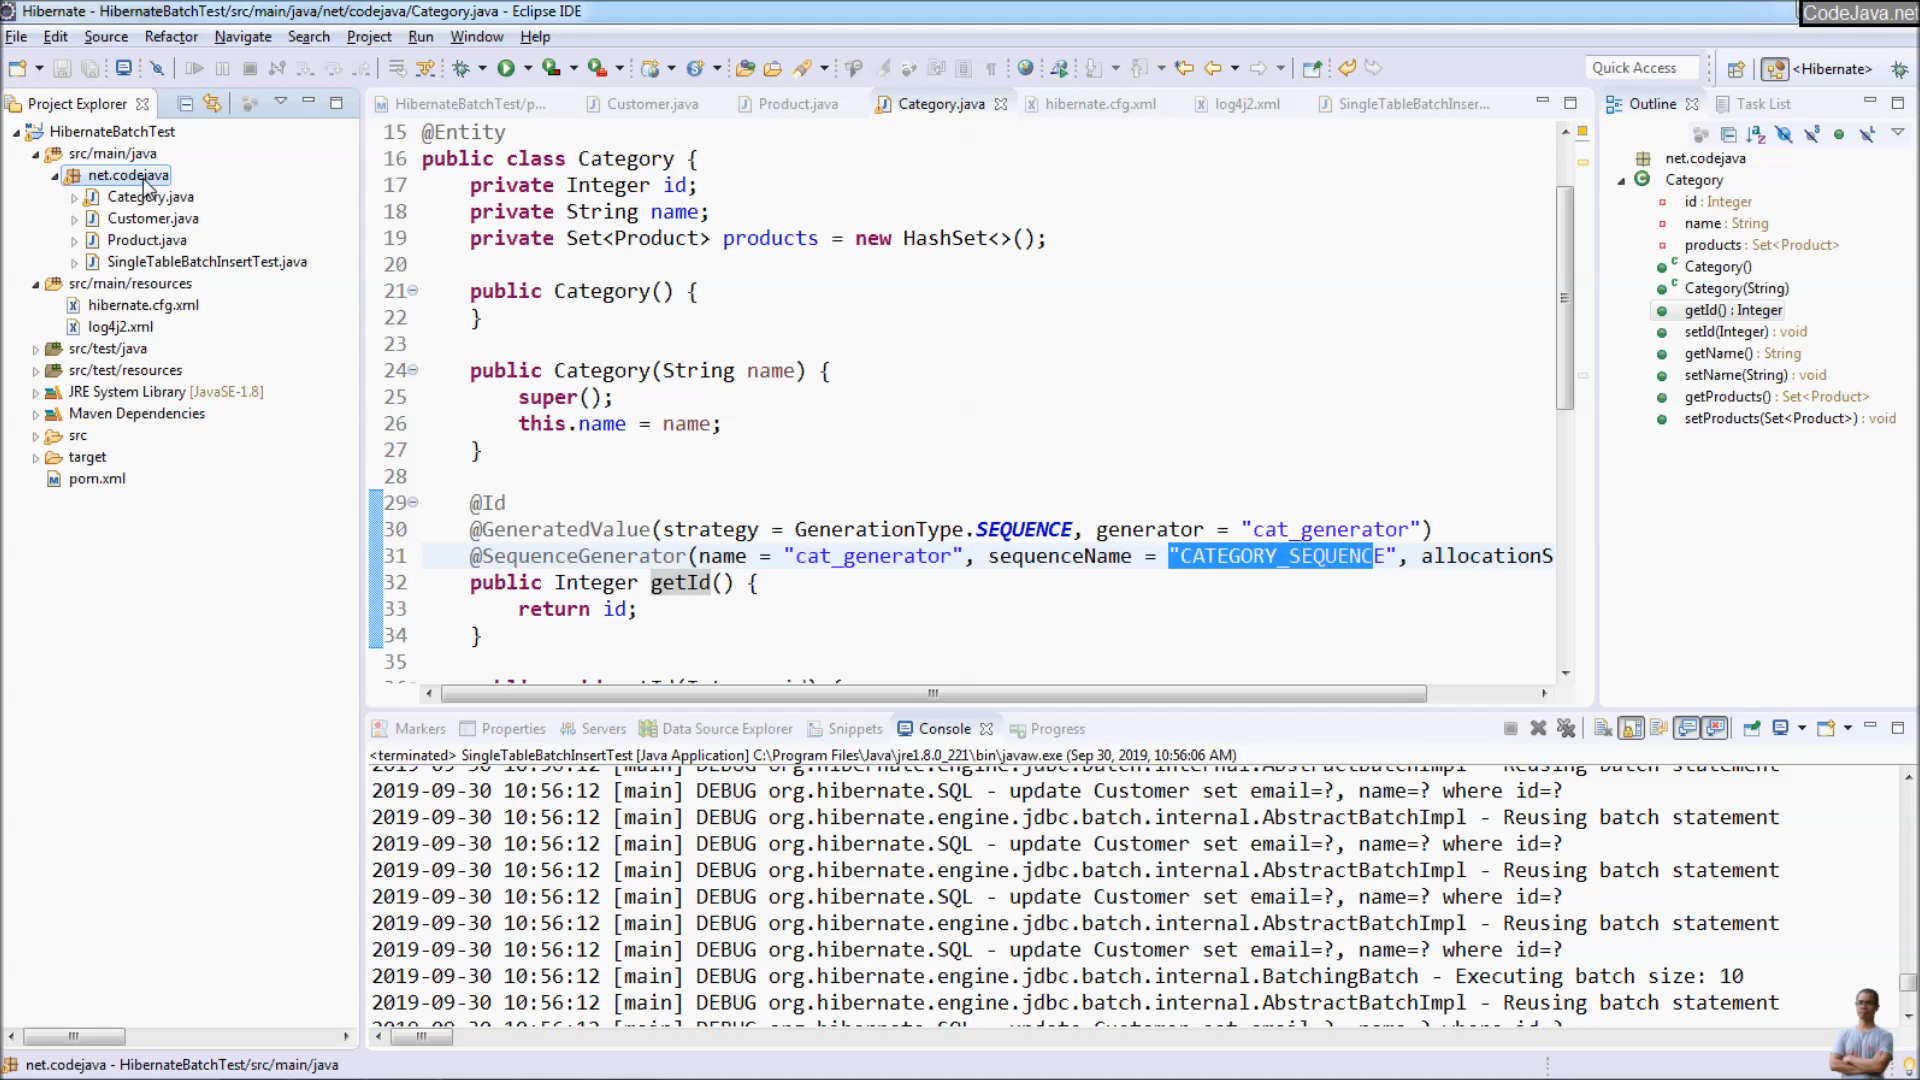 Hibernate - HibernateBatchTest/src/main/java/net/codejava/Category.java - Eclipse IDE
CodeJava.net
File Edit Source Refactor Navigate Search Project Run Window Help
Quick Access
<Hibernate>
Project Explorer
HibernateBatchTest/p...
Customer.java
Product.java
Category.java
hibernate.cfg.xml
log4j2.xml
SingleTableBatchInser...
Outline
Task List
HibernateBatchTest
src/main/java
net.codejava
Category.java
Customer.java
Product.java
SingleTableBatchInsertTest.java
src/main/resources
hibernate.cfg.xml
log4j2.xml
src/test/java
src/test/resources
JRE System Library [JavaSE-1.8]
Maven Dependencies
src
target
pom.xml
15 @Entity
16 public class Category {
17 private Integer id;
18 private String name;
19 private Set<Product> products = new HashSet<>();
20
21 public Category() {
22 }
23
24 public Category(String name) {
25 super();
26 this.name = name;
27 }
28
29 @Id
30 @GeneratedValue(strategy = GenerationType.SEQUENCE, generator = "cat_generator")
31 @SequenceGenerator(name = "cat_generator", sequenceName = "CATEGORY_SEQUENCE", allocationS
32 public Integer getId() {
33 return id;
34 }
35
net.codejava
Category
id : Integer
name : String
products : Set<Product>
Category()
Category(String)
getId() : Integer
setId(Integer) : void
getName() : String
setName(String) : void
getProducts() : Set<Product>
setProducts(Set<Product>) : void
Markers Properties Servers Data Source Explorer Snippets Console Progress
<terminated> SingleTableBatchInsertTest [Java Application] C:\Program Files\Java\jre1.8.0_221\bin\javaw.exe (Sep 30, 2019, 10:56:06 AM)
2019-09-30 10:56:12 [main] DEBUG org.hibernate.engine.jdbc.batch.internal.AbstractBatchImpl - Reusing batch statement
2019-09-30 10:56:12 [main] DEBUG org.hibernate.SQL - update Customer set email=?, name=? where id=?
2019-09-30 10:56:12 [main] DEBUG org.hibernate.engine.jdbc.batch.internal.AbstractBatchImpl - Reusing batch statement
2019-09-30 10:56:12 [main] DEBUG org.hibernate.SQL - update Customer set email=?, name=? where id=?
2019-09-30 10:56:12 [main] DEBUG org.hibernate.engine.jdbc.batch.internal.AbstractBatchImpl - Reusing batch statement
2019-09-30 10:56:12 [main] DEBUG org.hibernate.SQL - update Customer set email=?, name=? where id=?
2019-09-30 10:56:12 [main] DEBUG org.hibernate.engine.jdbc.batch.internal.AbstractBatchImpl - Reusing batch statement
2019-09-30 10:56:12 [main] DEBUG org.hibernate.SQL - update Customer set email=?, name=? where id=?
2019-09-30 10:56:12 [main] DEBUG org.hibernate.engine.jdbc.batch.internal.BatchingBatch - Executing batch size: 10
2019-09-30 10:56:12 [main] DEBUG org.hibernate.engine.jdbc.batch.internal.AbstractBatchImpl - Reusing batch statement
net.codejava - HibernateBatchTest/src/main/java